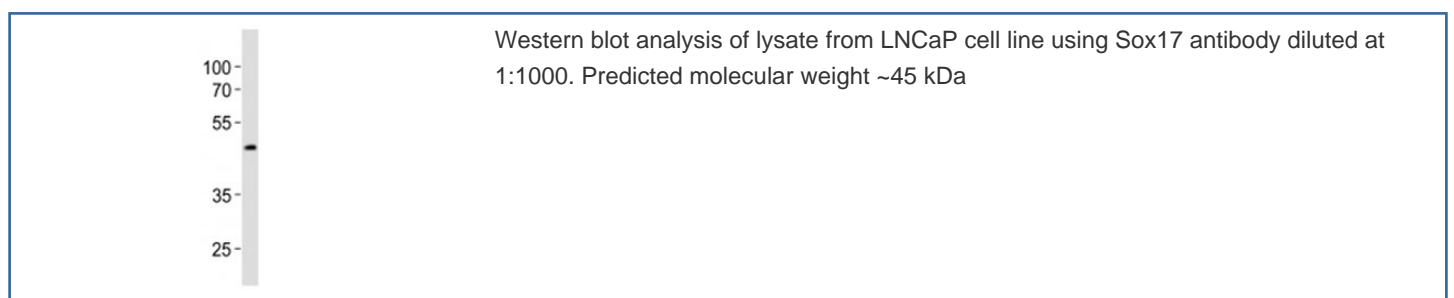 Western blot analysis of lysate from LNCaP cell line using Sox17 antibody diluted at
1:1000. Predicted molecular weight ~45 kDa
100 -
70 -
55 -
35 -
25 -